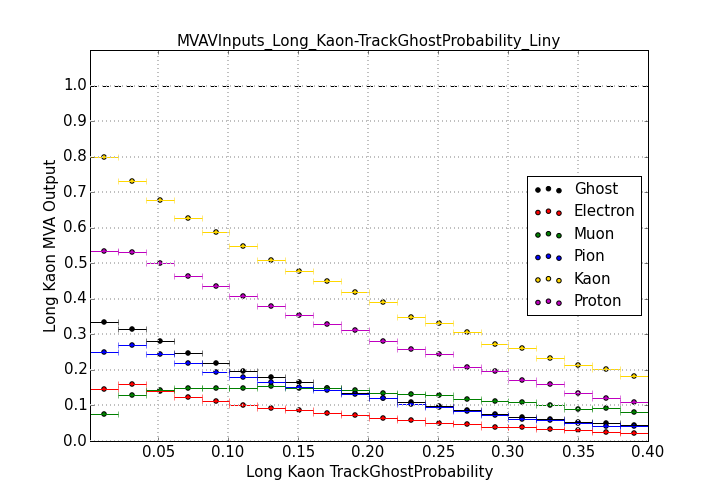 MVAVInputs_Long_Kaon-TrackGhostProbability_Liny
Long Kaon MVA Output
1.0
0.9
0.8
0.7
0.6
0.5
0.4
0.3
0.2
0.1
0.0
Ghost
Electron
Muon
Pion
Kaon
Proton
0.05 0.10 0.15 0.20 0.25 0.30 0.35 0.40
Long Kaon TrackGhostProbability